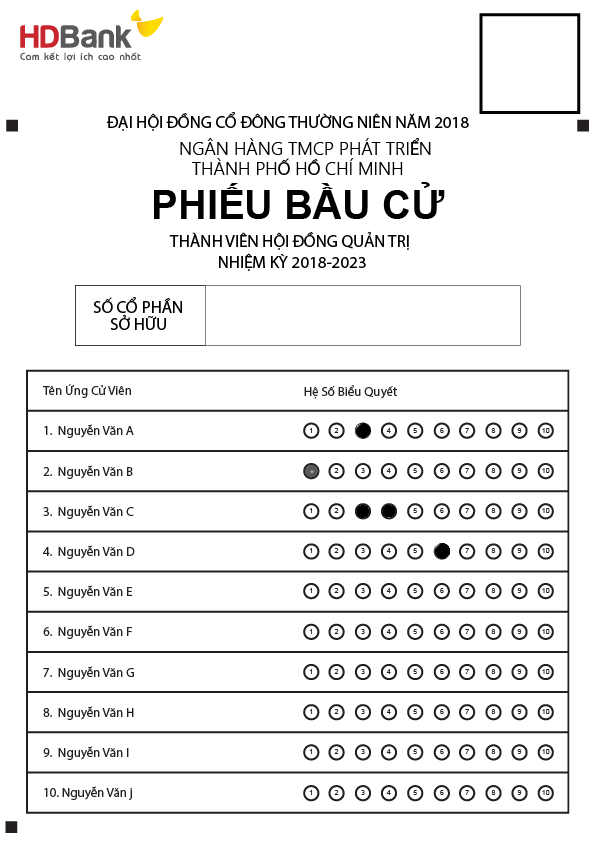 HDBank
Cam kết lợi ích cao nhất
ĐẠI HỘI ĐỒNG CỔ ĐÔNG THƯỜNG NIÊN NĂM 2018
NGÂN HÀNG TMCP PHÁT TRIỂN
THÀNH PHỐ HỒ CHÍ MINH
PHIẾU BẦU CỬ
THÀNH VIÊN HỘI ĐỒNG QUẢN TRỊ
NHIỆM KỲ 2018-2023
SỐ CỔ PHẦN
SỞ HỮU
Tên Ứng Cử Viên Hệ Số Biểu Quyết
1. Nguyễn Văn A 1 2 4 5 6 7 8 9 10
2. Nguyễn Văn B 2 3 4 5 6 7 8 9 10
3. Nguyễn Văn C 1 2 5 6 7 8 9 10
4. Nguyễn Văn D 1 2 3 4 5 7 8 9 10
5. Nguyễn Văn E 1 2 3 4 5 6 7 8 9 10
6. Nguyễn Văn F 1 2 3 4 5 6 7 8 9 10
7. Nguyễn Văn G 1 2 3 4 5 6 7 8 9 10
8. Nguyễn Văn H 1 2 3 4 5 6 7 8 9 10
9. Nguyễn Văn I 1 2 3 4 5 6 7 8 9 10
10. Nguyễn Văn j 1 2 3 4 5 6 7 8 9 10